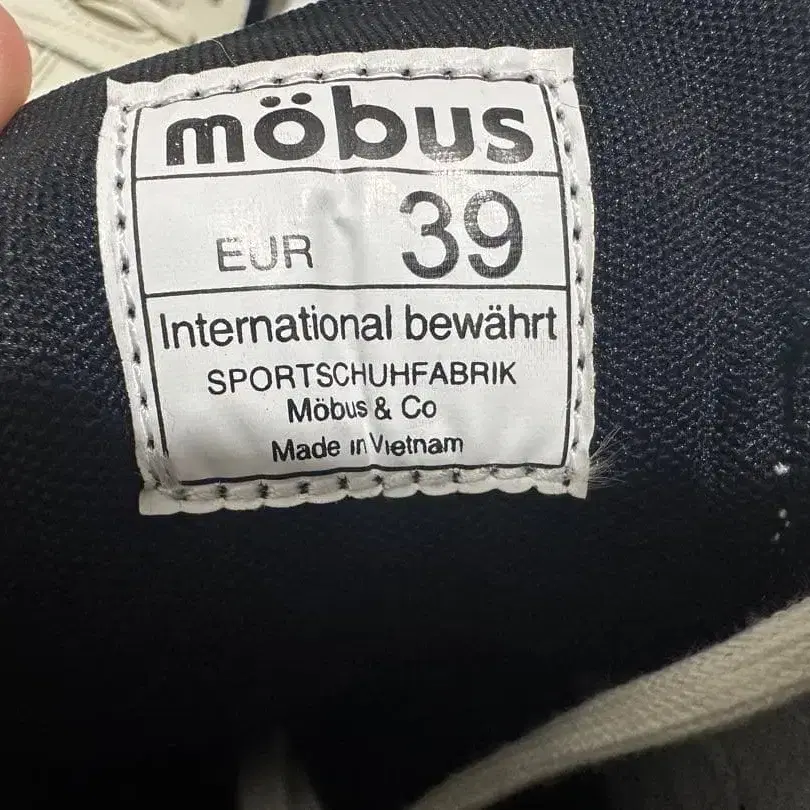 möbus
EUR 39
International bewährt
SPORTSCHUHFABRIK
Möbus & Co
Made in Vietnam